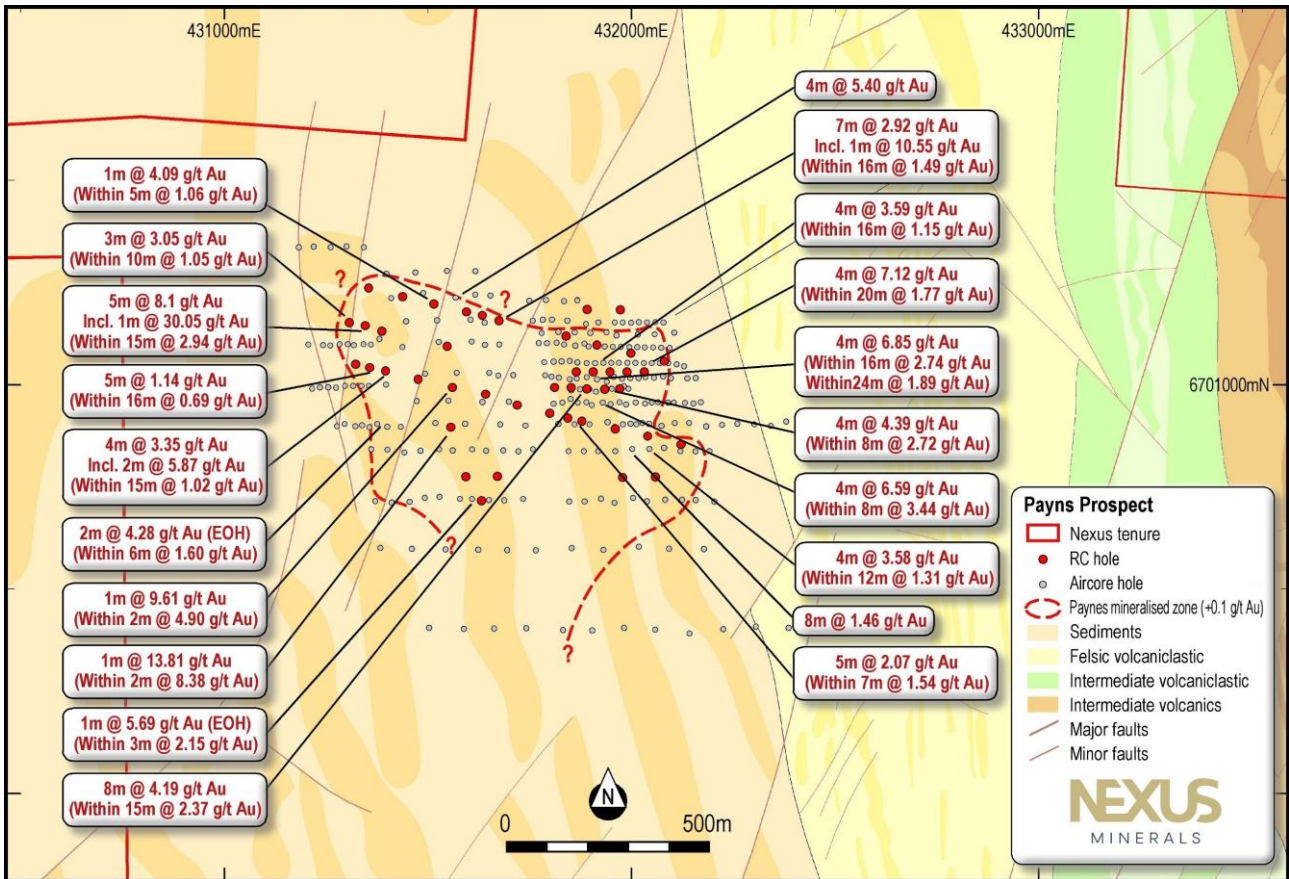 431000mE
432000mE
433000mE
1m @ 4.09 g/t Au
(Within 5m @ 1.06 g/t Au)
3m @ 3.05 g/t Au
(Within 10m @ 1.05 g/t Au)
5m @ 8.1 g/t Au
Incl. 1m @ 30.05 g/t Au
(Within 15m @ 2.94 g/t Au)
5m @ 1.14 g/t Au
(Within 16m @ 0.69 g/t Au)
4m @ 3.35 g/t Au
Incl. 2m @ 5.87 g/t Au
(Within 15m @ 1.02 g/t Au)
2m @ 4.28 g/t Au (EOH)
(Within 6m @ 1.60 g/t Au)
1m @ 9.61 g/t Au
(Within 2m @ 4.90 g/t Au)
1m @ 13.81 g/t Au
(Within 2m @ 8.38 g/t Au)
1m @ 5.69 g/t Au (EOH)
(Within 3m @ 2.15 g/t Au)
8m @ 4.19 g/t Au
(Within 15m @ 2.37 g/t Au)
?
?
?
?
4m @ 5.40 g/t Au
7m @ 2.92 g/t Au
Incl. 1m @ 10.55 g/t Au
(Within 16m @ 1.49 g/t Au)
4m @ 3.59 g/t Au
(Within 16m @ 1.15 g/t Au)
4m @ 7.12 g/t Au
(Within 20m @ 1.77 g/t Au)
4m @ 6.85 g/t Au
(Within 16m @ 2.74 g/t Au
Within24m @ 1.89 g/t Au)
4m @ 4.39 g/t Au
(Within 8m @ 2.72 g/t Au)
4m @ 6.59 g/t Au
(Within 8m @ 3.44 g/t Au)
4m @ 3.58 g/t Au
(Within 12m @ 1.31 g/t Au)
8m @ 1.46 g/t Au
5m @ 2.07 g/t Au
(Within 7m @ 1.54 g/t Au)
6701000mN
N
0 500m
Payns Prospect
Nexus tenure
RC hole
Aircore hole
Paynes mineralised zone (+0.1 g/t Au)
Sediments
Felsic volcaniclastic
Intermediate volcaniclastic
Intermediate volcanics
Major faults
Minor faults
NEXUS
MINERALS